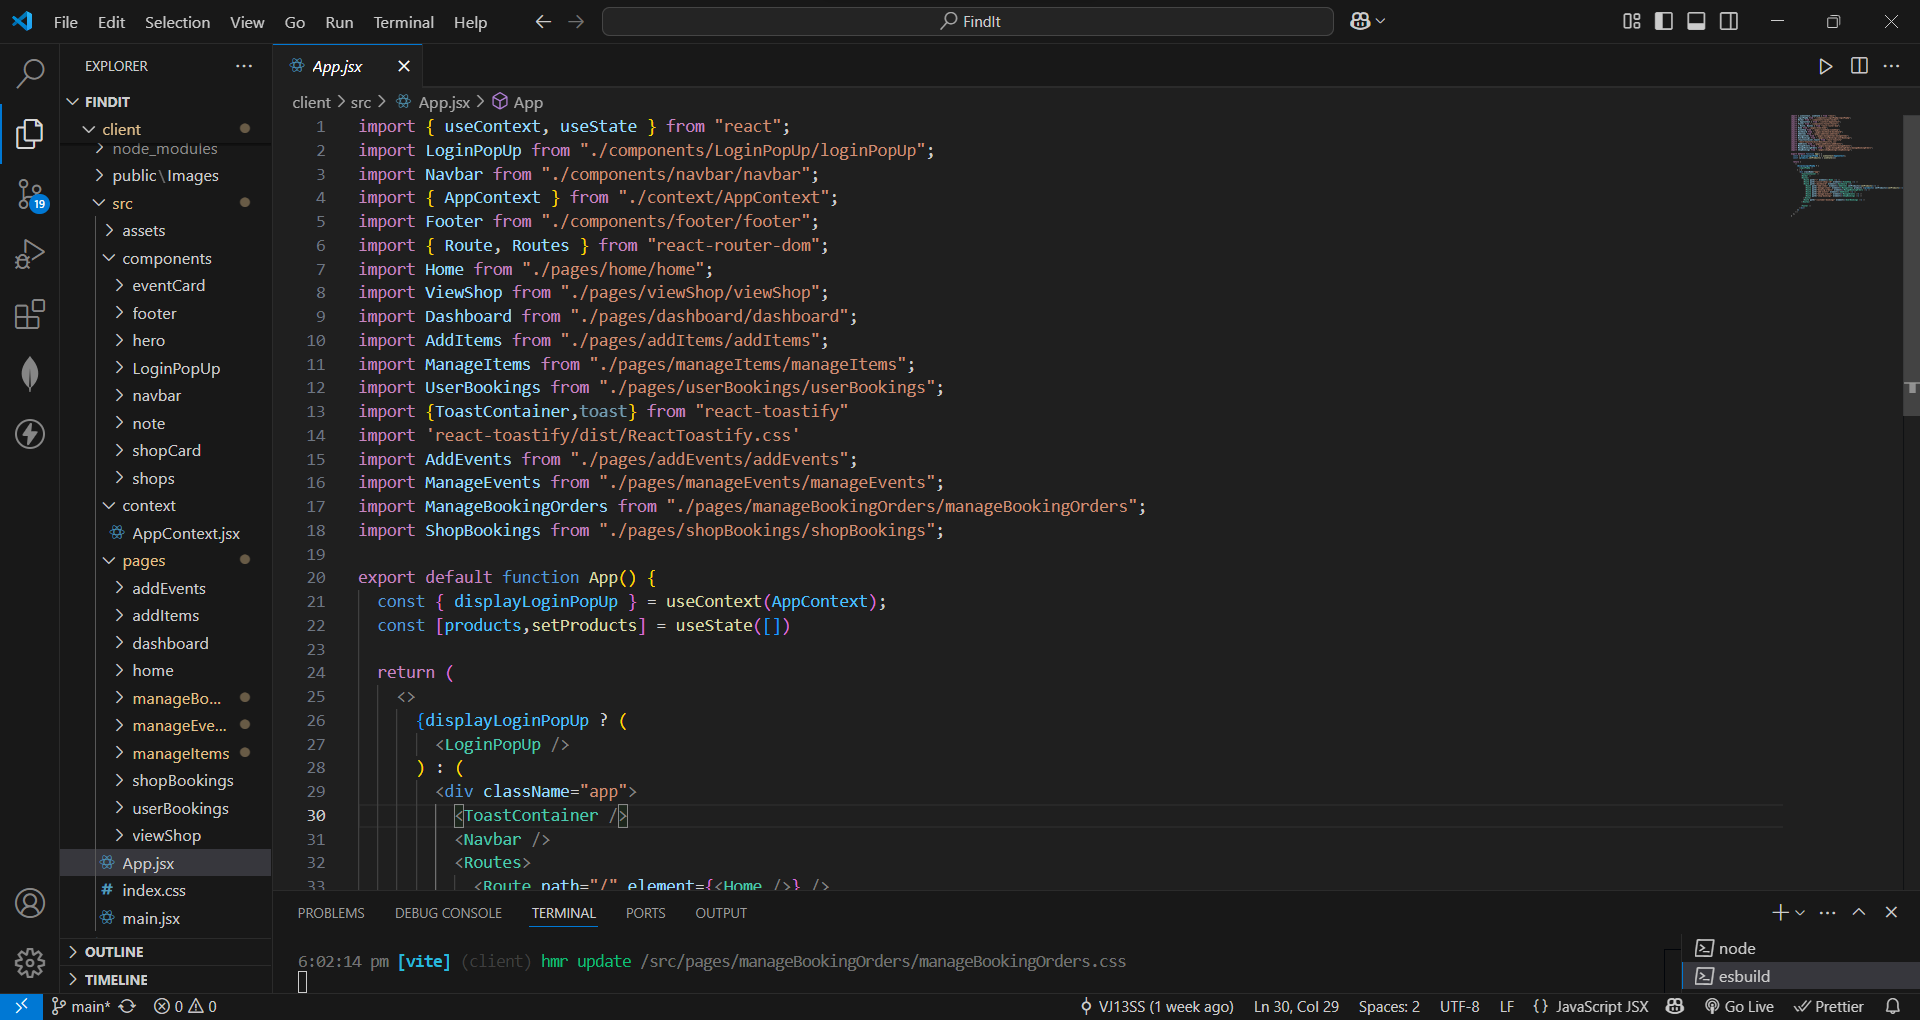 File Edit Selection View Go Run Terminal Help
FindIt
EXPLORER
FINDIT
client
node_modules
public\Images
src
assets
components
eventCard
footer
hero
LoginPopUp
navbar
note
shopCard
shops
context
AppContext.jsx
pages
addEvents
addItems
dashboard
home
manageBo...
manageEve...
manageItems
shopBookings
userBookings
viewShop
App.jsx
index.css
main.jsx
OUTLINE
TIMELINE
19
App.jsx
client > src > App.jsx > App
1 import { useContext, useState } from "react";
2 import LoginPopUp from "./components/LoginPopUp/loginPopUp";
3 import Navbar from "./components/navbar/navbar";
4 import { AppContext } from "./context/AppContext";
5 import Footer from "./components/footer/footer";
6 import { Route, Routes } from "react-router-dom";
7 import Home from "./pages/home/home";
8 import ViewShop from "./pages/viewShop/viewShop";
9 import Dashboard from "./pages/dashboard/dashboard";
10 import AddItems from "./pages/addItems/addItems";
11 import ManageItems from "./pages/manageItems/manageItems";
12 import UserBookings from "./pages/userBookings/userBookings";
13 import {ToastContainer,toast} from "react-toastify"
14 import 'react-toastify/dist/ReactToastify.css'
15 import AddEvents from "./pages/addEvents/addEvents";
16 import ManageEvents from "./pages/manageEvents/manageEvents";
17 import ManageBookingOrders from "./pages/manageBookingOrders/manageBookingOrders";
18 import ShopBookings from "./pages/shopBookings/shopBookings";
19
20 export default function App() {
21 const { displayLoginPopUp } = useContext(AppContext);
22 const [products,setProducts] = useState([])
23
24 return (
25 <>
26 {displayLoginPopUp ? (
27 <LoginPopUp />
28 ) : (
29 <div className="app">
30 <ToastContainer />
31 <Navbar />
32 <Routes>
33 <Route path="/" element={<Home />} />
PROBLEMS DEBUG CONSOLE TERMINAL PORTS OUTPUT
6:02:14 pm [vite] (client) hmr update /src/pages/manageBookingOrders/manageBookingOrders.css
node
esbuild
main* 0 0 VJ13SS (1 week ago) Ln 30, Col 29 Spaces: 2 UTF-8 LF {} JavaScript JSX Go Live Prettier